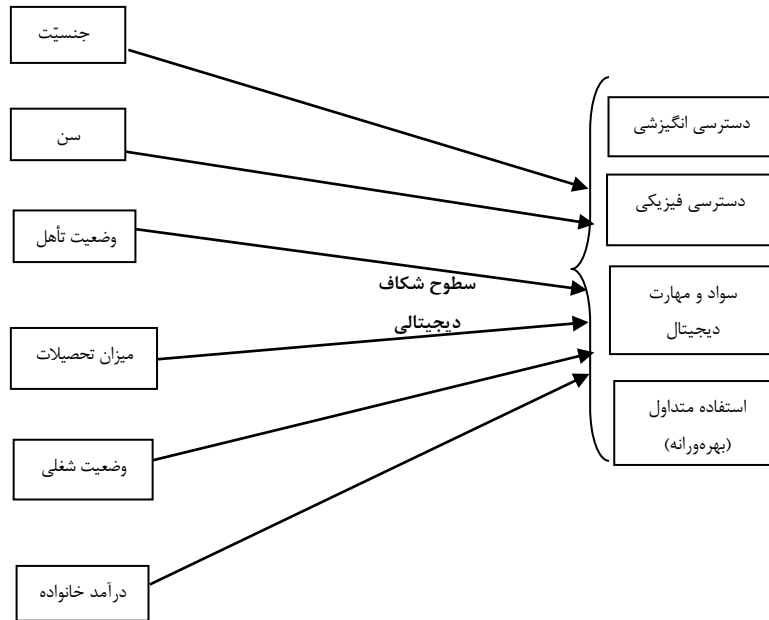 جنسیّت
سن
وضعیت تأهل
میزان تحصیلات
وضعیت شغلی
درآمد خانواده
سطوح شکاف
دیجیتالی
دسترسی انگیزشی
دسترسی فیزیکی
سواد و مهارت
دیجیتال
استفاده متداول
(بهره‌ورانه)